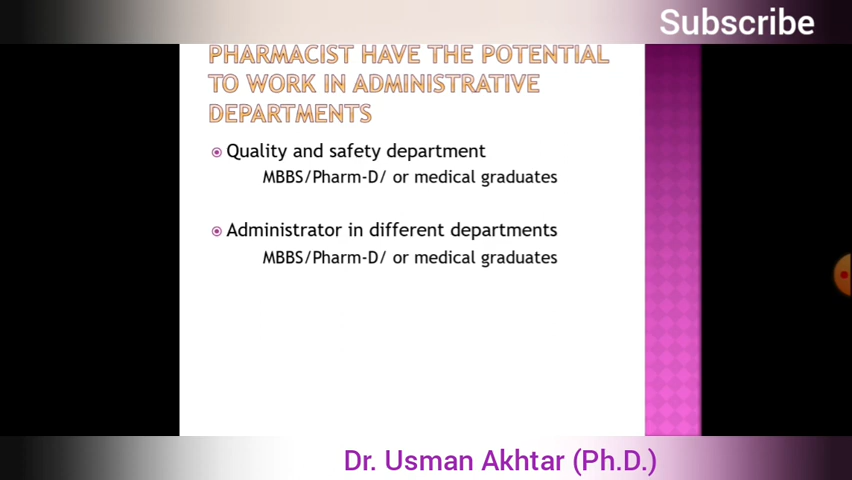 Subscribe
PHARMACIST HAVE THE POTENTIAL
TO WORK IN ADMINISTRATIVE
DEPARTMENTS
Quality and safety department
MBBS/Pharm-D/ or medical graduates
Administrator in different departments
MBBS/Pharm-D/ or medical graduates
Dr. Usman Akhtar (Ph.D.)